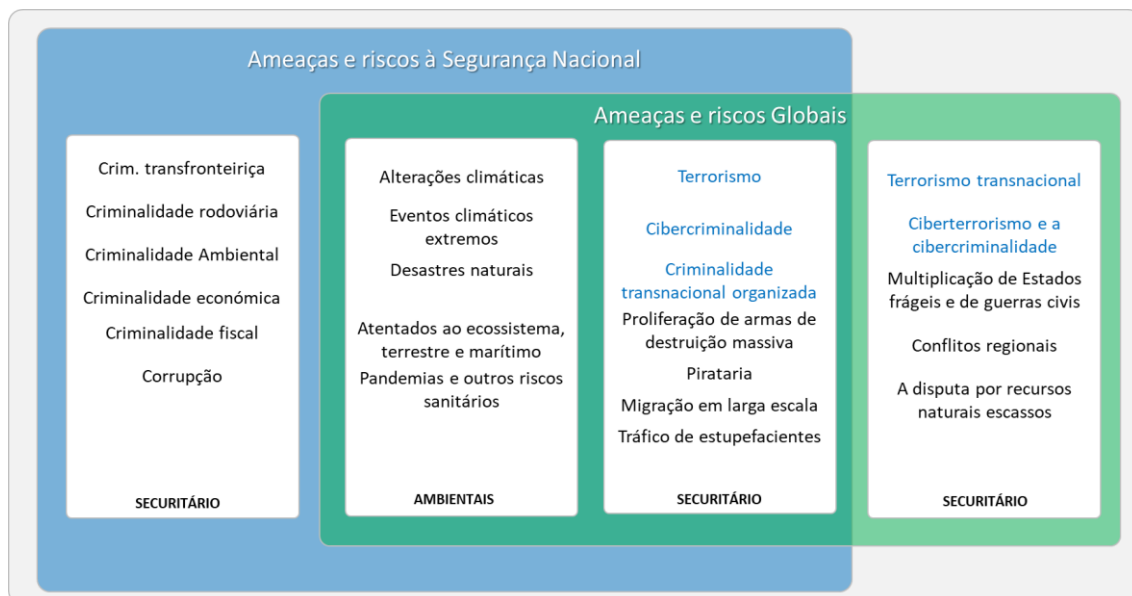 Ameaças e riscos à Segurança Nacional
Ameaças e riscos Globais
Crim. transfronteiriça
Criminalidade rodoviária
Criminalidade Ambiental
Criminalidade económica
Criminalidade fiscal
Corrupção
SECURITÁRIO
Alterações climáticas
Eventos climáticos
extremos
Desastres naturais
Atentados ao ecossistema,
terrestre e marítimo
Pandemias e outros riscos
sanitários
AMBIENTAIS
Terrorismo
Cibercriminalidade
Criminalidade
transnacional organizada
Proliferação de armas de
destruição massiva
Pirataria
Migração em larga escala
Tráfico de estupefacientes
SECURITÁRIO
Terrorismo transnacional
Ciberterrorismo e a
cibercriminalidade
Multiplicação de Estados
frágeis e de guerras civis
Conflitos regionais
A disputa por recursos
naturais escassos
SECURITÁRIO